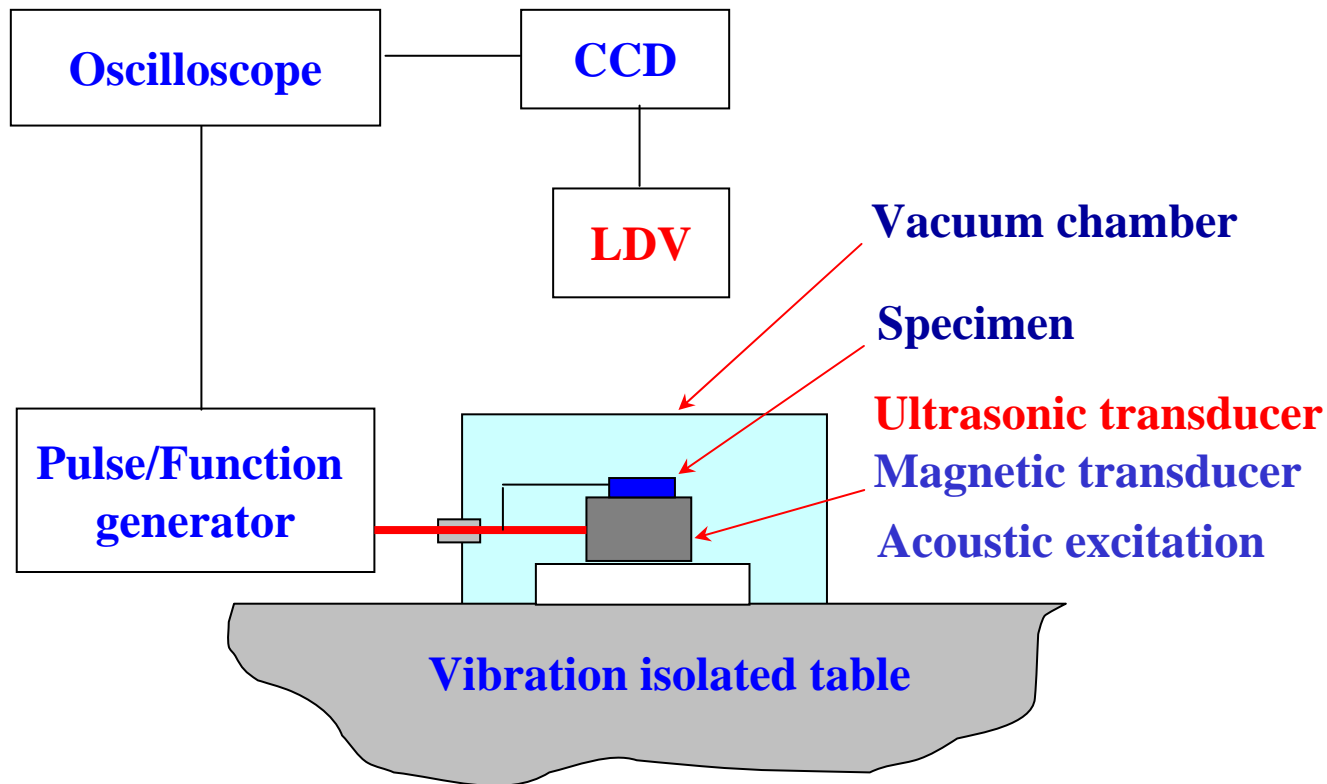 Oscilloscope
CCD
LDV
Vacuum chamber
Specimen
Ultrasonic transducer
Magnetic transducer
Acoustic excitation
Pulse/Function
generator
Vibration isolated table